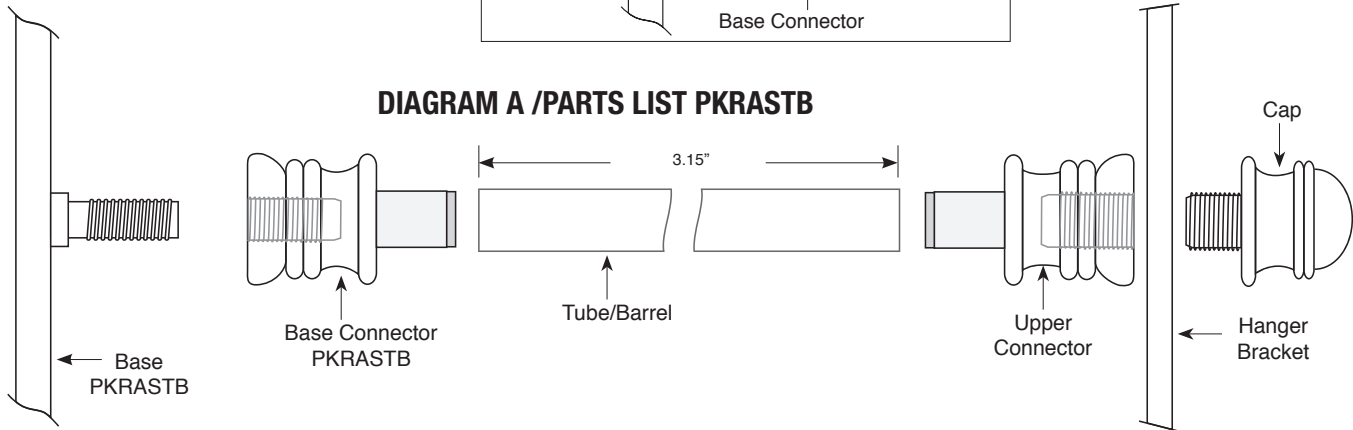 Base Connector
DIAGRAM A /PARTS LIST PKRASTB
3.15”
Cap
Tube/Barrel
Base Connector
PKRASTB
Upper
Connector
Hanger
Bracket
Base
PKRASTB